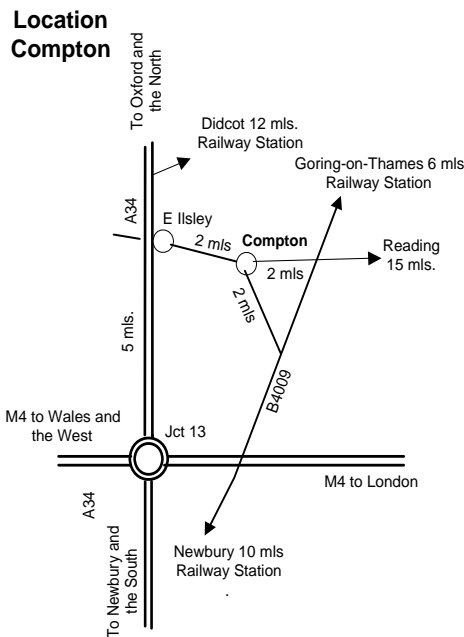 Location
Compton
To Oxford and
the North
Didcot 12 mls.
Railway Station
Goring-on-Thames 6 mls
Railway Station
A34
E Ilsley
2 mls
Compton
2 mls
Reading
15 mls.
2 mls
5 mls.
B4009
M4 to Wales and
the West
Jct 13
M4 to London
A34
To Newbury and
the South
Newbury 10 mls
Railway Station
.